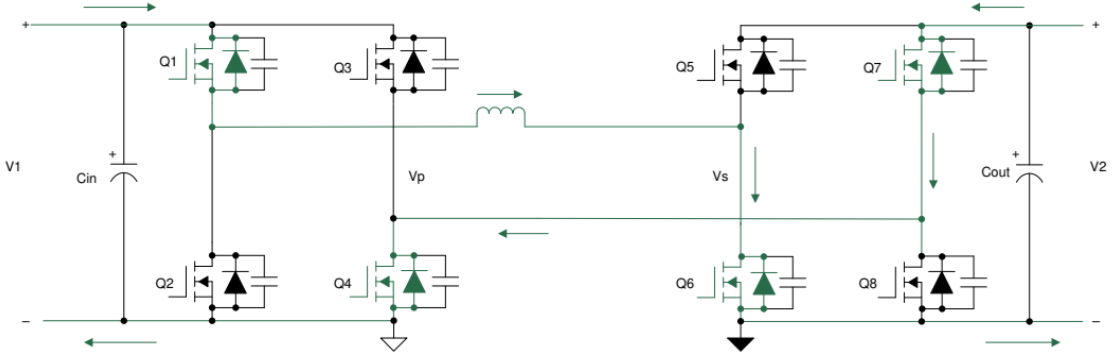 + +
Q1 Q3 Q5 Q7
+ +
V1 Cin Vp Vs Cout V2
Q2 Q4 Q6 Q8
– –